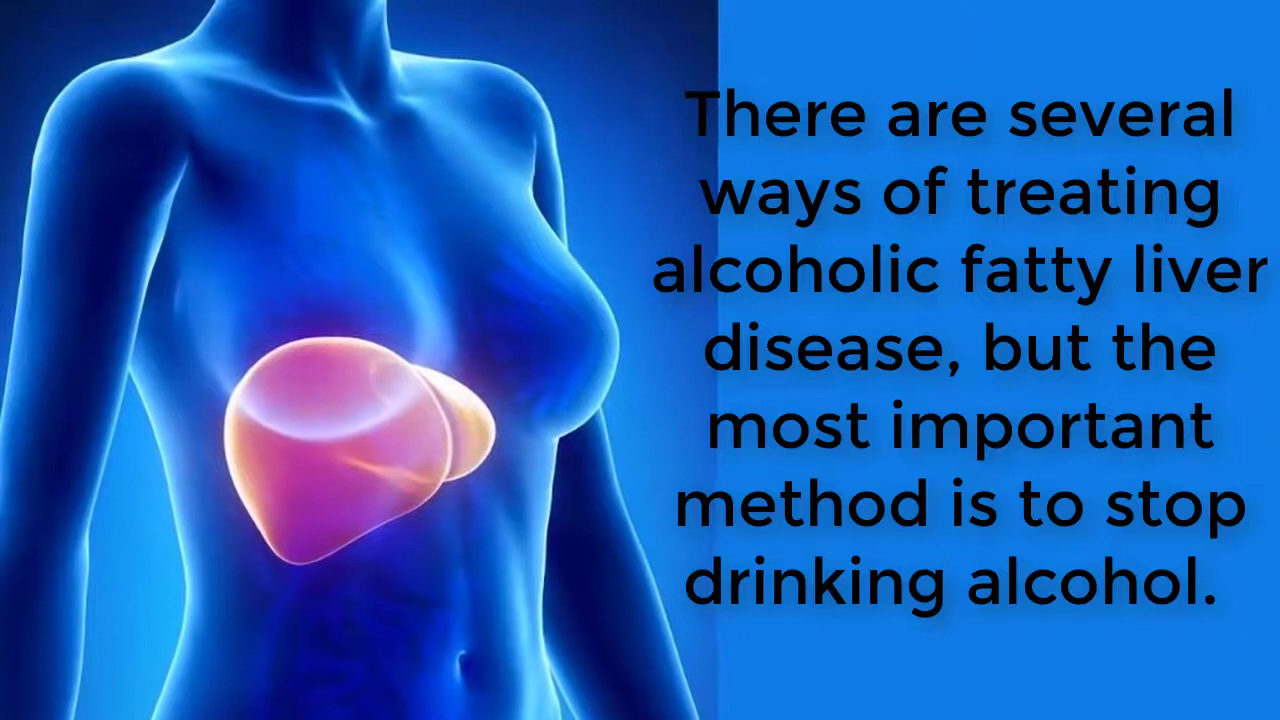 There are several
ways of treating
alcoholic fatty liver
disease, but the
most important
method is to stop
drinking alcohol.